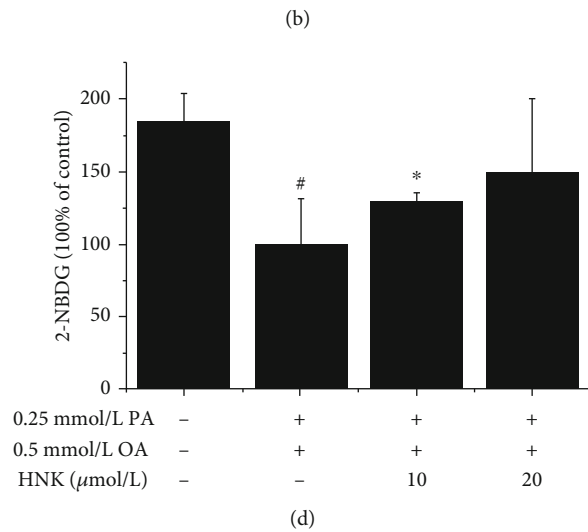 (b)
200
150
100
50
0
2-NBDG (100% of control)
#
*
0.25 mmol/L PA – + + +
0.5 mmol/L OA – + + +
HNK (μmol/L) – – 10 20
(d)